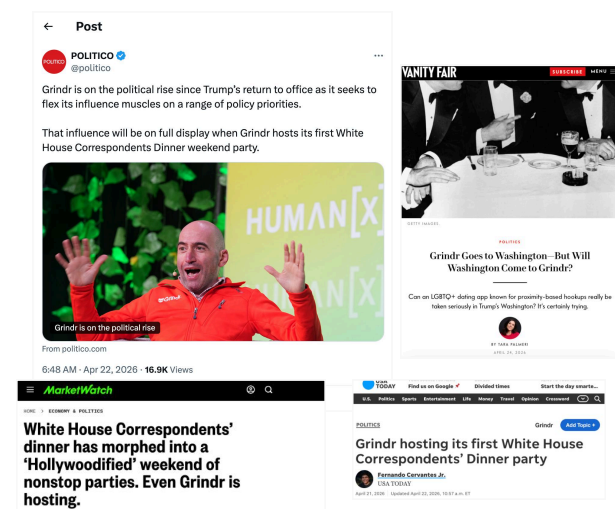 Post
POLITICO
POLITICO
@politico
Grindr is on the political rise since Trump's return to office as it seeks to
flex its influence muscles on a range of policy priorities.
That influence will be on full display when Grindr hosts its first White
House Correspondents Dinner weekend party.
HUMAN[X]
Grindr
Grindr is on the political rise
From politico.com
6:48 AM · Apr 22, 2026 · 16.9K Views
VANITY FAIR
SUBSCRIBE
MENU
GETTY IMAGES.
POLITICS
Grindr Goes to Washington—But Will
Washington Come to Grindr?
Can an LGBTQ+ dating app known for proximity-based hookups really be
taken seriously in Trump's Washington? It's certainly trying.
BY TARA PALMERI
MarketWatch
HOME > ECONOMY & POLITICS
White House Correspondents'
dinner has morphed into a
'Hollywoodified' weekend of
nonstop parties. Even Grindr is
hosting.
USA
TODAY
Find us on Google
Divided times
Start the day smarte...
U.S. Politics Sports Entertainment Life Money Travel Opinion Crossword
POLITICS
Grindr
Add Topic +
Grindr hosting its first White House
Correspondents' Dinner party
Fernando Cervantes Jr.
USA TODAY
April 21, 2026 | Updated April 22, 2026, 10:57 a.m. ET